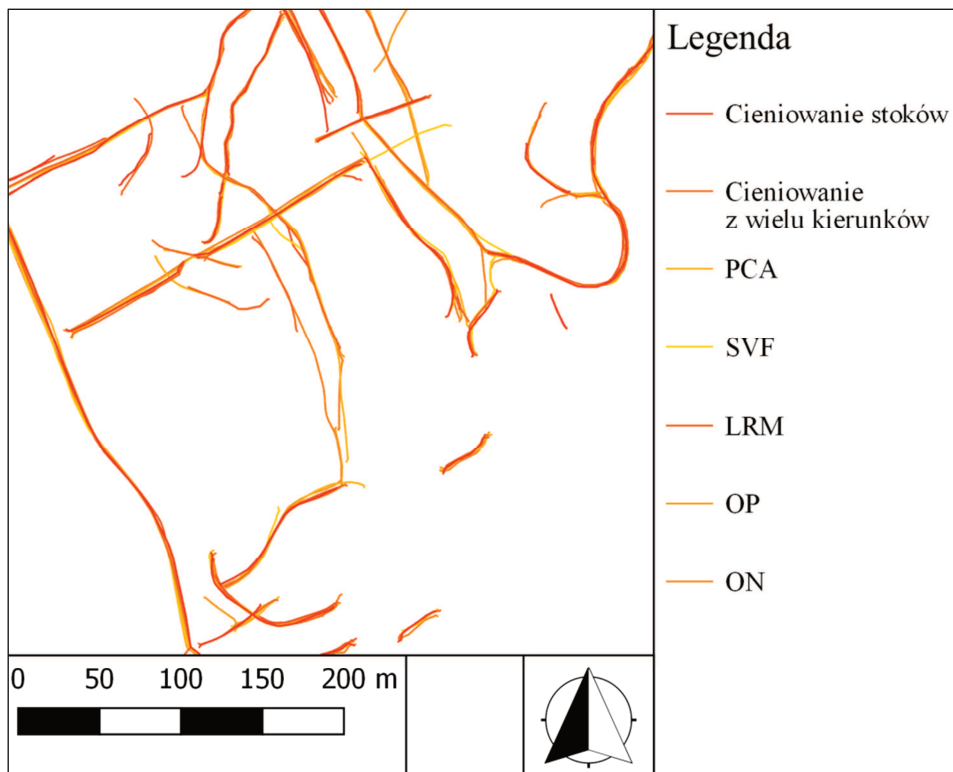 Legenda
Cieniowanie stoków
Cieniowanie
z wielu kierunków
PCA
SVF
LRM
OP
ON
0 50 100 150 200 m